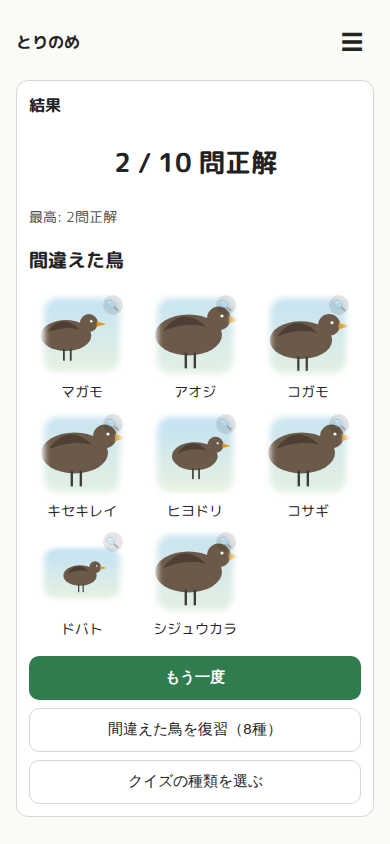 とりのめ
結果
2 / 10 問正解
最高: 2問正解
間違えた鳥
マガモ
アオジ
コガモ
キセキレイ
ヒヨドリ
コサギ
ドバト
シジュウカラ
もう一度
間違えた鳥を復習（8種）
クイズの種類を選ぶ